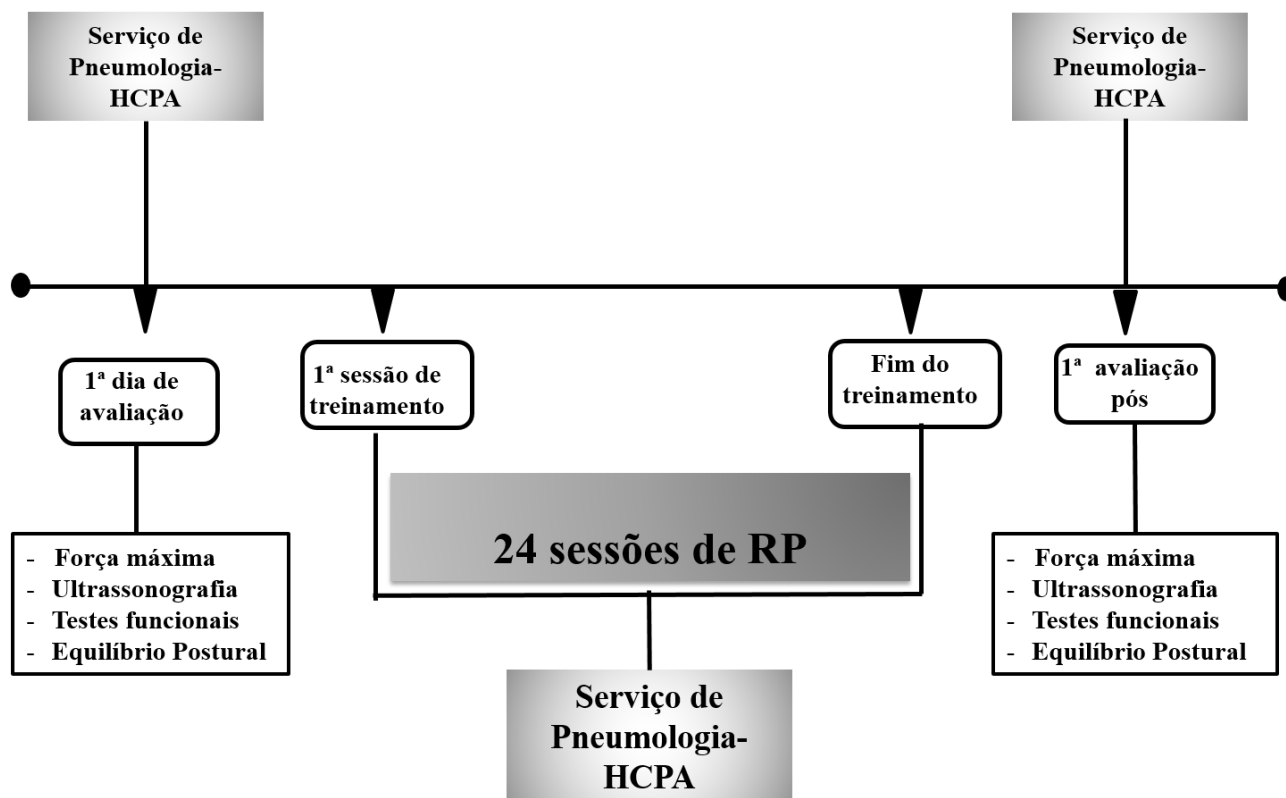 Serviço de
Pneumologia-
HCPA
Serviço de
Pneumologia-
HCPA
1ª dia de
avaliação
1ª sessão de
treinamento
Fim do
treinamento
1ª avaliação
pós
24 sessões de RP
- Força máxima
- Ultrassonografia
- Testes funcionais
- Equilíbrio Postural
- Força máxima
- Ultrassonografia
- Testes funcionais
- Equilíbrio Postural
Serviço de
Pneumologia-
HCPA